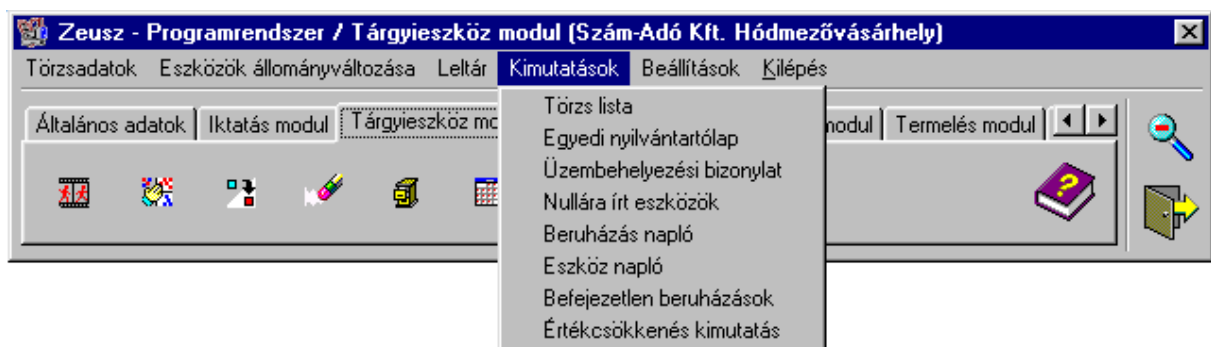 Zeusz - Programrendszer / Tárgyieszköz modul (Szám-Adó Kft. Hódmezővásárhely)
Törzsadatok Eszközök állományváltozása Leltár Kimutatások Beállítások Kilépés
Általános adatok Iktatás modul Tárgyieszköz modul Termelés modul
Törzs lista
Egyedi nyilvántartólap
Üzembehelyezési bizonylat
Nullára írt eszközök
Beruházás napló
Eszköz napló
Befejezetlen beruházások
Értékcsökkenés kimutatás